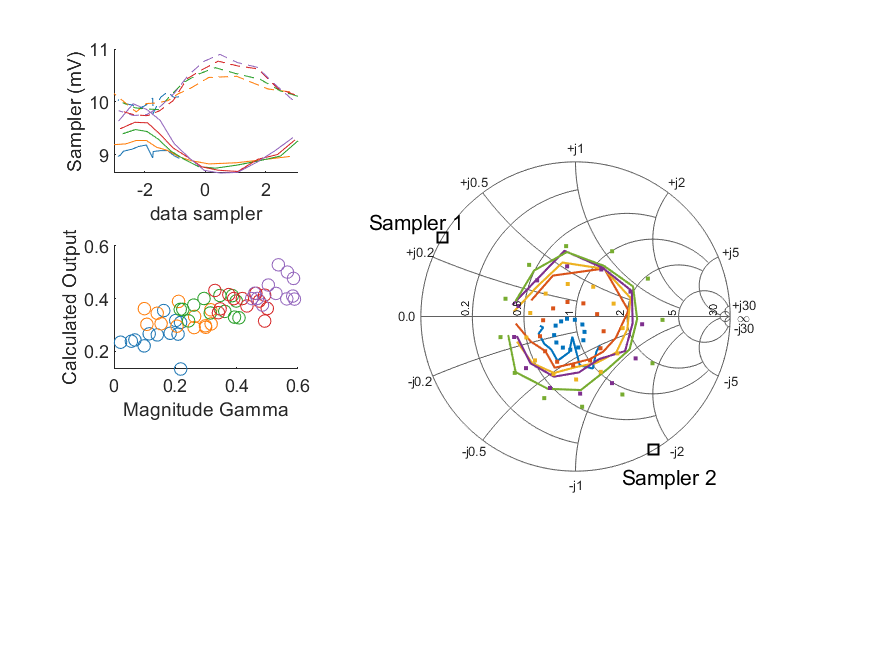 11
10
9
Sampler (mV)
-2
0
2
data sampler
0.6
0.4
0.2
Calculated Output
0
0.2
0.4
0.6
Magnitude Gamma
+j1
+j0.5
+j2
Sampler 1
+j0.2
+j5
0.0
0.2
1
2
5
30
+j30
∞
-j30
-j0.2
-j5
-j0.5
-j2
Sampler 2
-j1